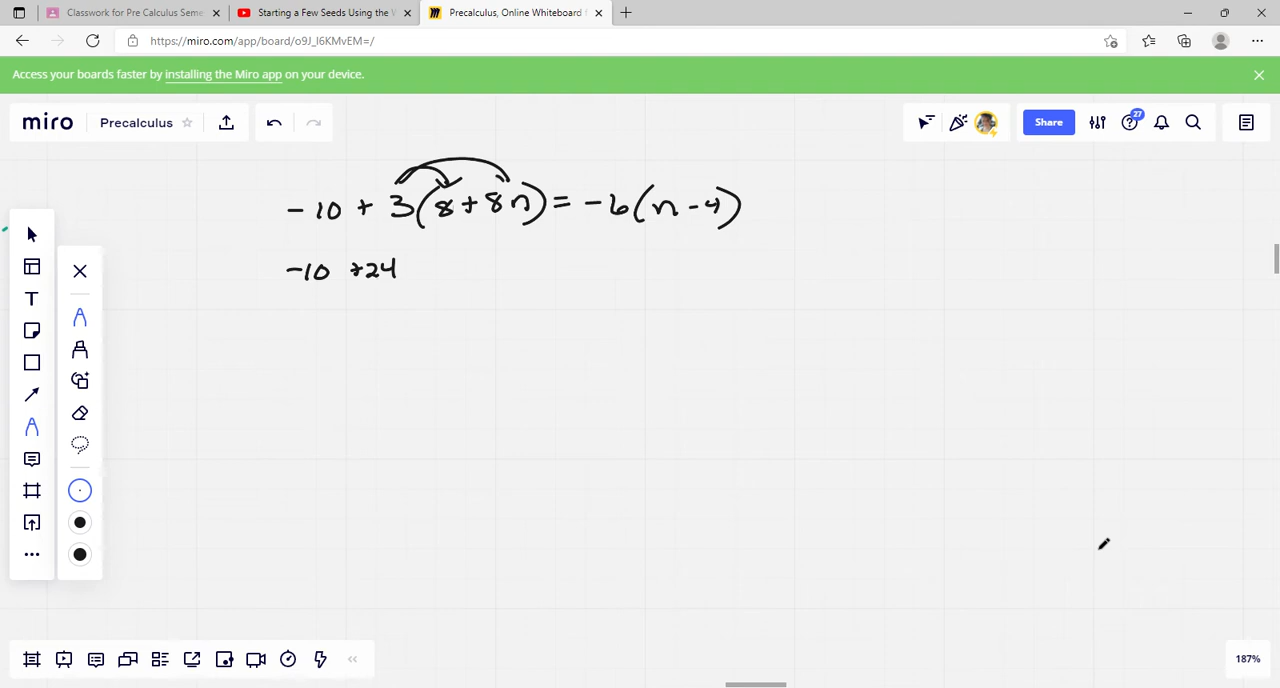 Classwork for Pre Calculus Seme
Starting a Few Seeds Using the W
Precalculus, Online Whiteboard f
https://miro.com/app/board/o9J_l6KMvEM=/
Access your boards faster by installing the Miro app on your device.
miro
Precalculus
Share
27
-10 + 3(8+8n) = -6(n-4)
-10 +24
T
187%